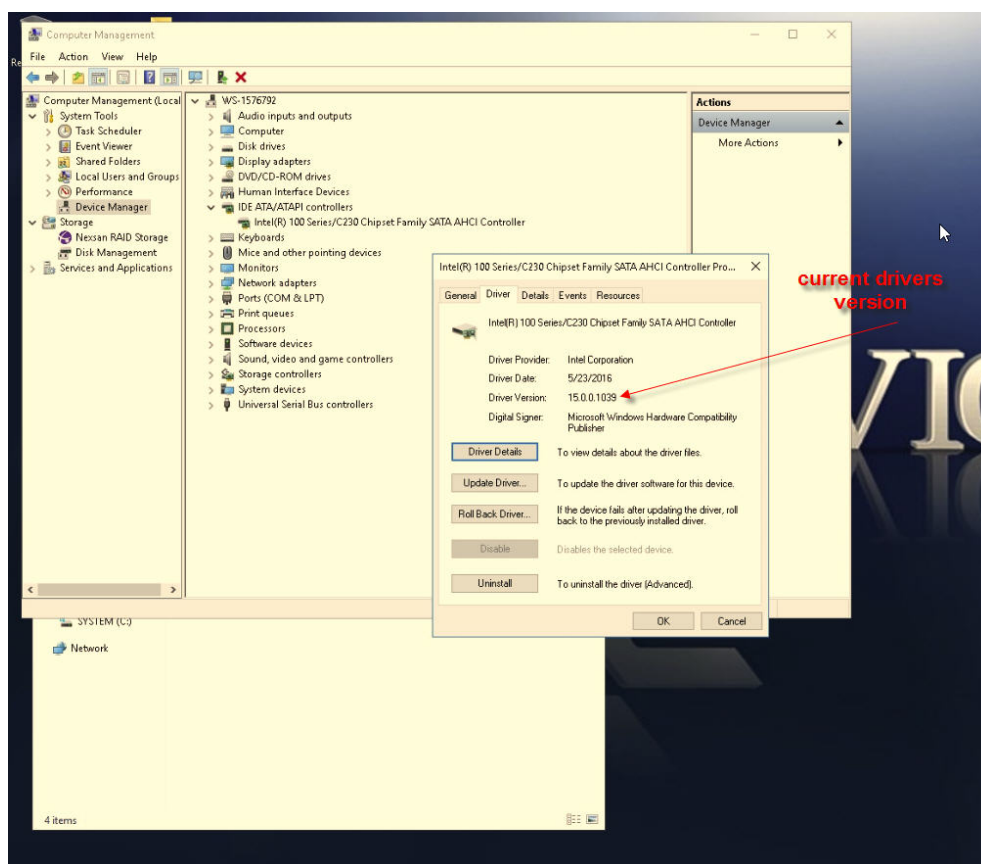 Computer Management
File Action View Help
Computer Management (Local
System Tools
Task Scheduler
Event Viewer
Shared Folders
Local Users and Groups
Performance
Device Manager
Storage
Nexsan RAID Storage
Disk Management
Services and Applications
WS-1576792
Audio inputs and outputs
Computer
Disk drives
Display adapters
DVD/CD-ROM drives
Human Interface Devices
IDE ATA/ATAPI controllers
Intel(R) 100 Series/C230 Chipset Family SATA AHCI Controller
Keyboards
Mice and other pointing devices
Monitors
Network adapters
Ports (COM & LPT)
Print queues
Processors
Software devices
Sound, video and game controllers
Storage controllers
System devices
Universal Serial Bus controllers
Actions
Device Manager
More Actions
Intel(R) 100 Series/C230 Chipset Family SATA AHCI Controller Pro...
General Driver Details Events Resources
Intel(R) 100 Series/C230 Chipset Family SATA AHCI Controller
Driver Provider: Intel Corporation
Driver Date: 5/23/2016
Driver Version: 15.0.0.1039
Digital Signer: Microsoft Windows Hardware Compatibility
Publisher
Driver Details To view details about the driver files.
Update Driver... To update the driver software for this device.
Roll Back Driver... If the device fails after updating the driver, roll
back to the previously installed driver.
Disable Disables the selected device.
Uninstall To uninstall the driver (Advanced).
OK Cancel
current drivers
version
SYSTEM (C:)
Network
4 items